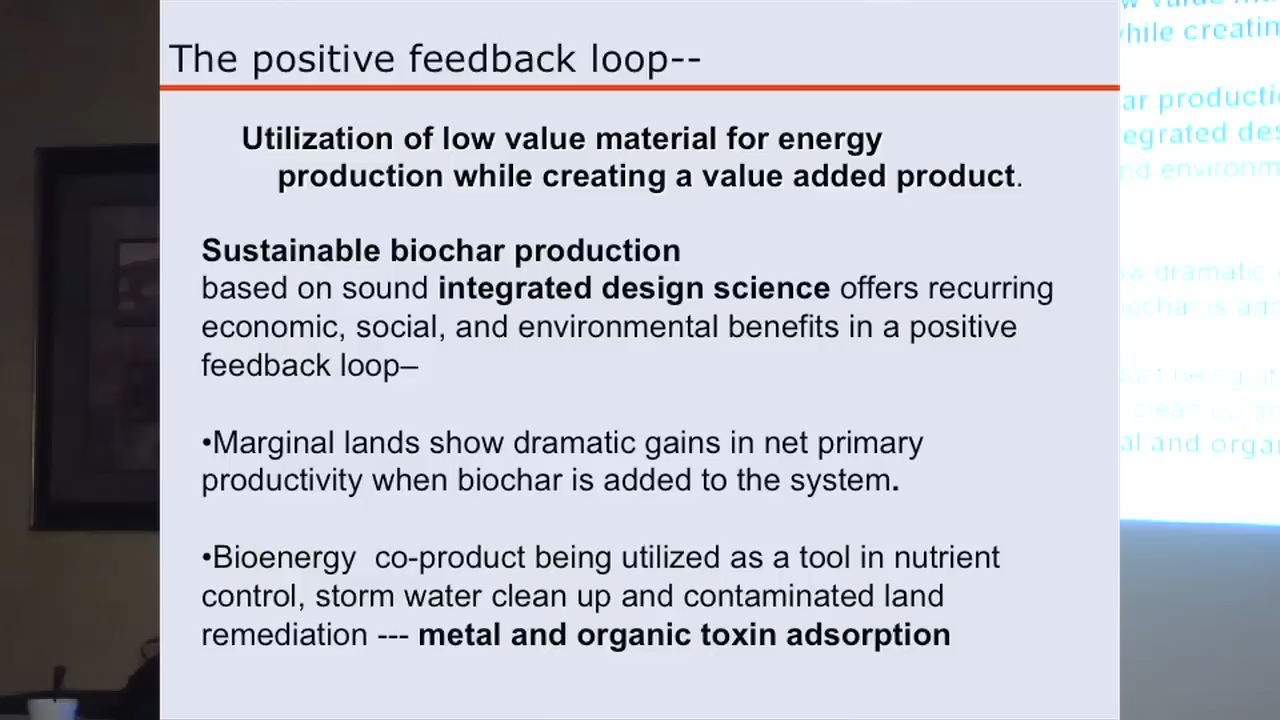 The positive feedback loop--
Utilization of low value material for energy
production while creating a value added product.
Sustainable biochar production
based on sound integrated design science offers recurring
economic, social, and environmental benefits in a positive
feedback loop–
•Marginal lands show dramatic gains in net primary
productivity when biochar is added to the system.
•Bioenergy  co-product being utilized as a tool in nutrient
control, storm water clean up and contaminated land
remediation --- metal and organic toxin adsorption